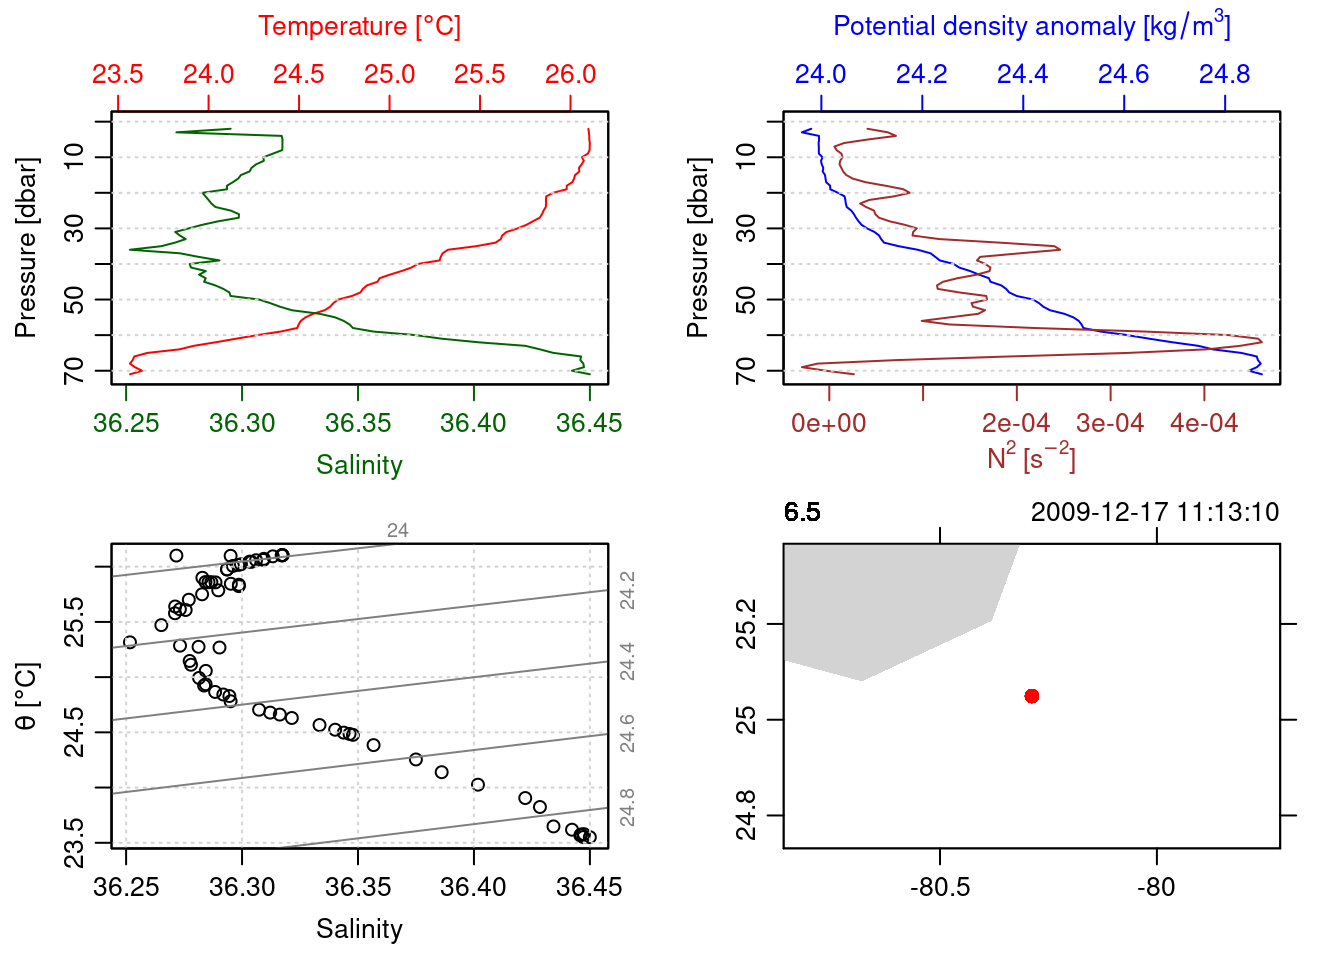 Temperature [°C]
23.5 24.0 24.5 25.0 25.5 26.0
Pressure [dbar]
10
30
50
70
36.25 36.30 36.35 36.40 36.45
Salinity
Potential density anomaly [kg/m³]
24.0 24.2 24.4 24.6 24.8
Pressure [dbar]
10
30
50
70
0e+00 2e-04 3e-04 4e-04
N² [s⁻²]
24
24.2
24.4
24.6
24.8
θ [°C]
25.5
24.5
23.5
36.25 36.30 36.35 36.40 36.45
Salinity
6.5 2009-12-17 11:13:10
25.2
25
24.8
-80.5 -80